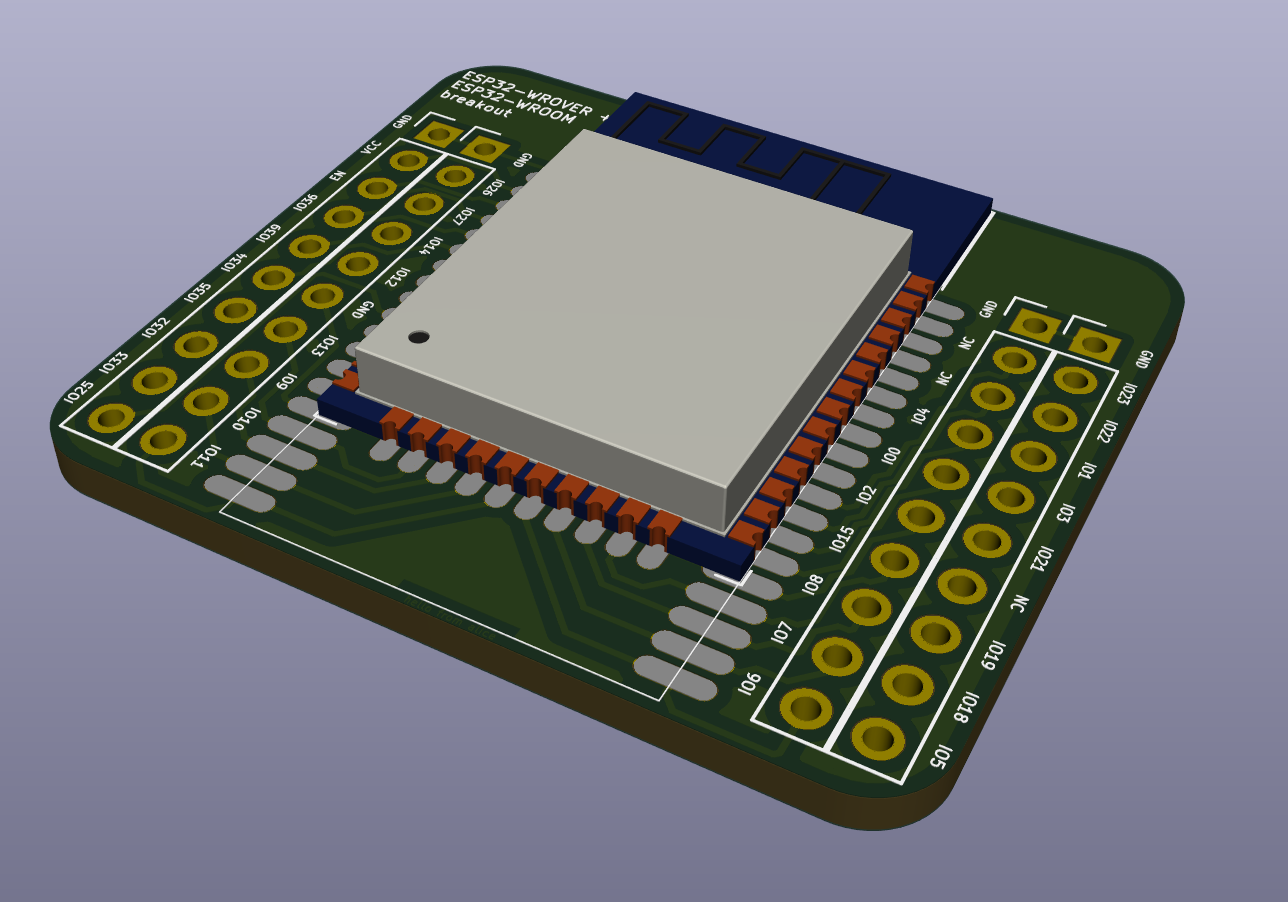 ESP32-WROVER +
ESP32-WROOM
breakout
GND
VCC
EN
IO36
IO39
IO34
IO35
IO32
IO33
IO25
GND
IO26
IO27
IO14
IO12
GND
IO13
IO9
IO10
IO11
GND
NC
NC
IO4
IO0
IO2
IO15
IO8
IO7
IO6
GND
IO23
IO22
IO1
IO3
IO21
NC
IO19
IO18
IO5